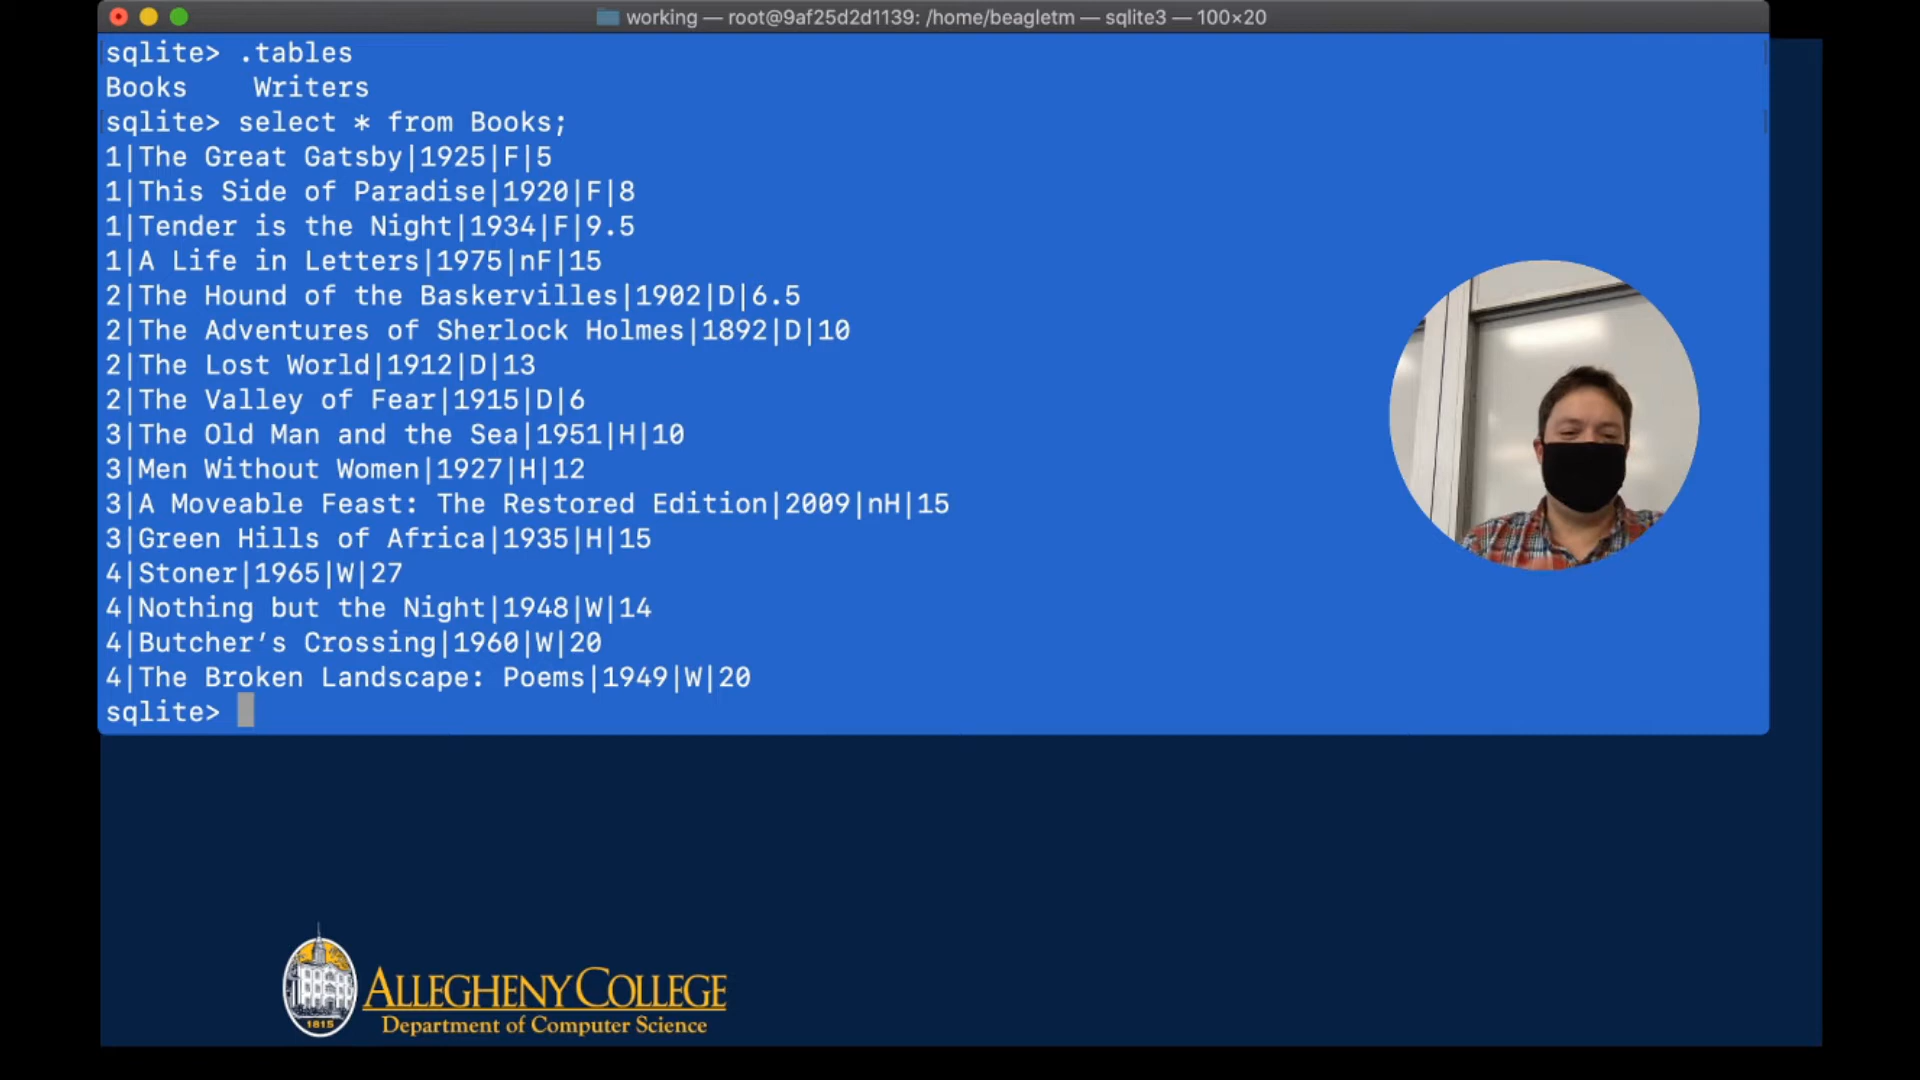 working — root@9af25d2d1139: /home/beagletm — sqlite3 — 100×20
sqlite> .tables
Books    Writers
sqlite> select * from Books;
1|The Great Gatsby|1925|F|5
1|This Side of Paradise|1920|F|8
1|Tender is the Night|1934|F|9.5
1|A Life in Letters|1975|nF|15
2|The Hound of the Baskervilles|1902|D|6.5
2|The Adventures of Sherlock Holmes|1892|D|10
2|The Lost World|1912|D|13
2|The Valley of Fear|1915|D|6
3|The Old Man and the Sea|1951|H|10
3|Men Without Women|1927|H|12
3|A Moveable Feast: The Restored Edition|2009|nH|15
3|Green Hills of Africa|1935|H|15
4|Stoner|1965|W|27
4|Nothing but the Night|1948|W|14
4|Butcher’s Crossing|1960|W|20
4|The Broken Landscape: Poems|1949|W|20
sqlite>
1815
ALLEGHENY COLLEGE
Department of Computer Science